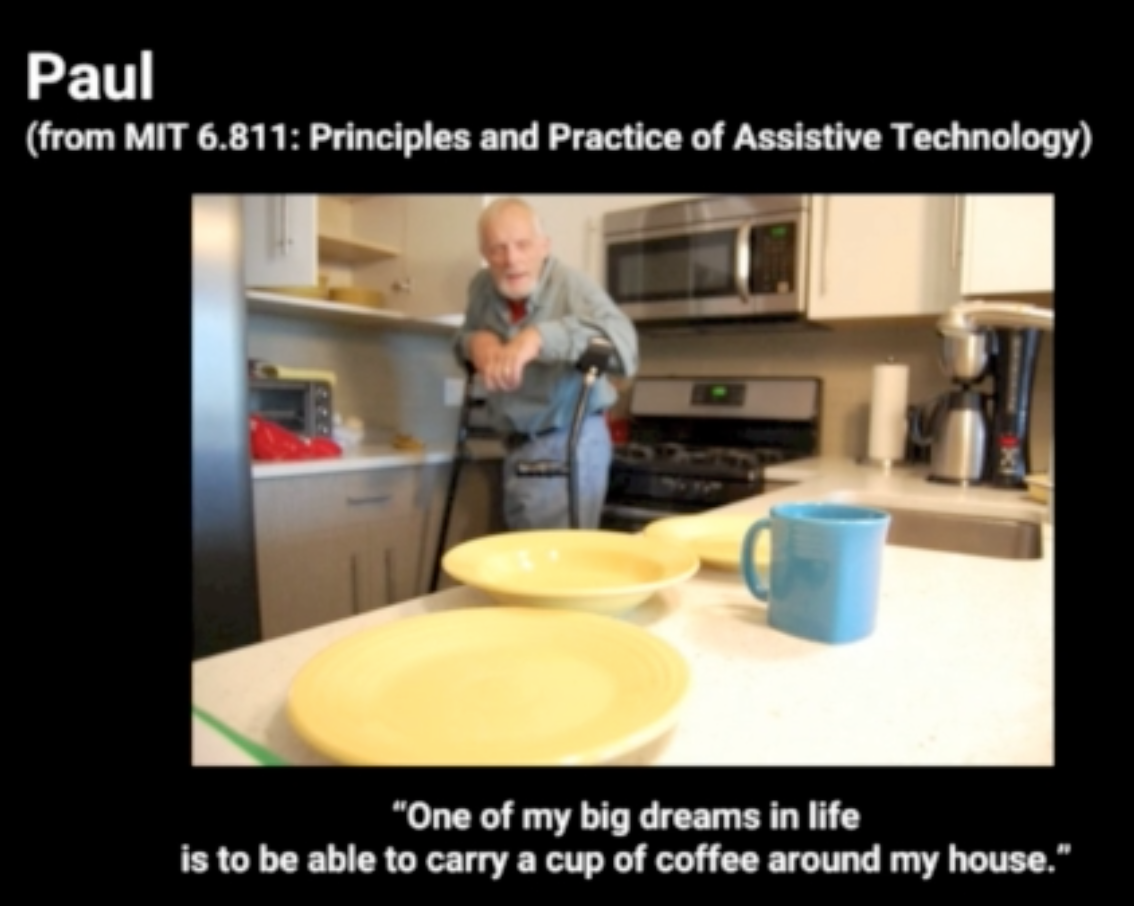 Paul
(from MIT 6.811: Principles and Practice of Assistive Technology)
“One of my big dreams in life
is to be able to carry a cup of coffee around my house.”